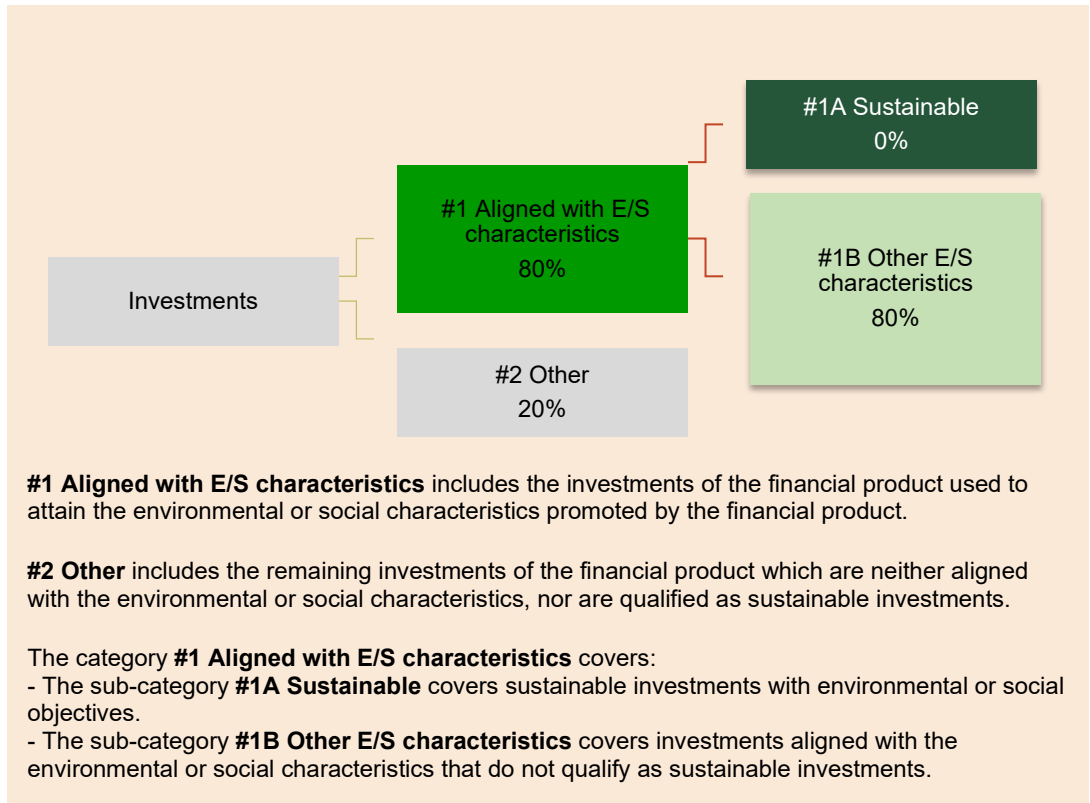 #1A Sustainable
0%
#1 Aligned with E/S
characteristics
80%
#1B Other E/S
characteristics
80%
Investments
#2 Other
20%
#1 Aligned with E/S characteristics includes the investments of the financial product used to
attain the environmental or social characteristics promoted by the financial product.
#2 Other includes the remaining investments of the financial product which are neither aligned
with the environmental or social characteristics, nor are qualified as sustainable investments.
The category #1 Aligned with E/S characteristics covers:
- The sub-category #1A Sustainable covers sustainable investments with environmental or social
objectives.
- The sub-category #1B Other E/S characteristics covers investments aligned with the
environmental or social characteristics that do not qualify as sustainable investments.